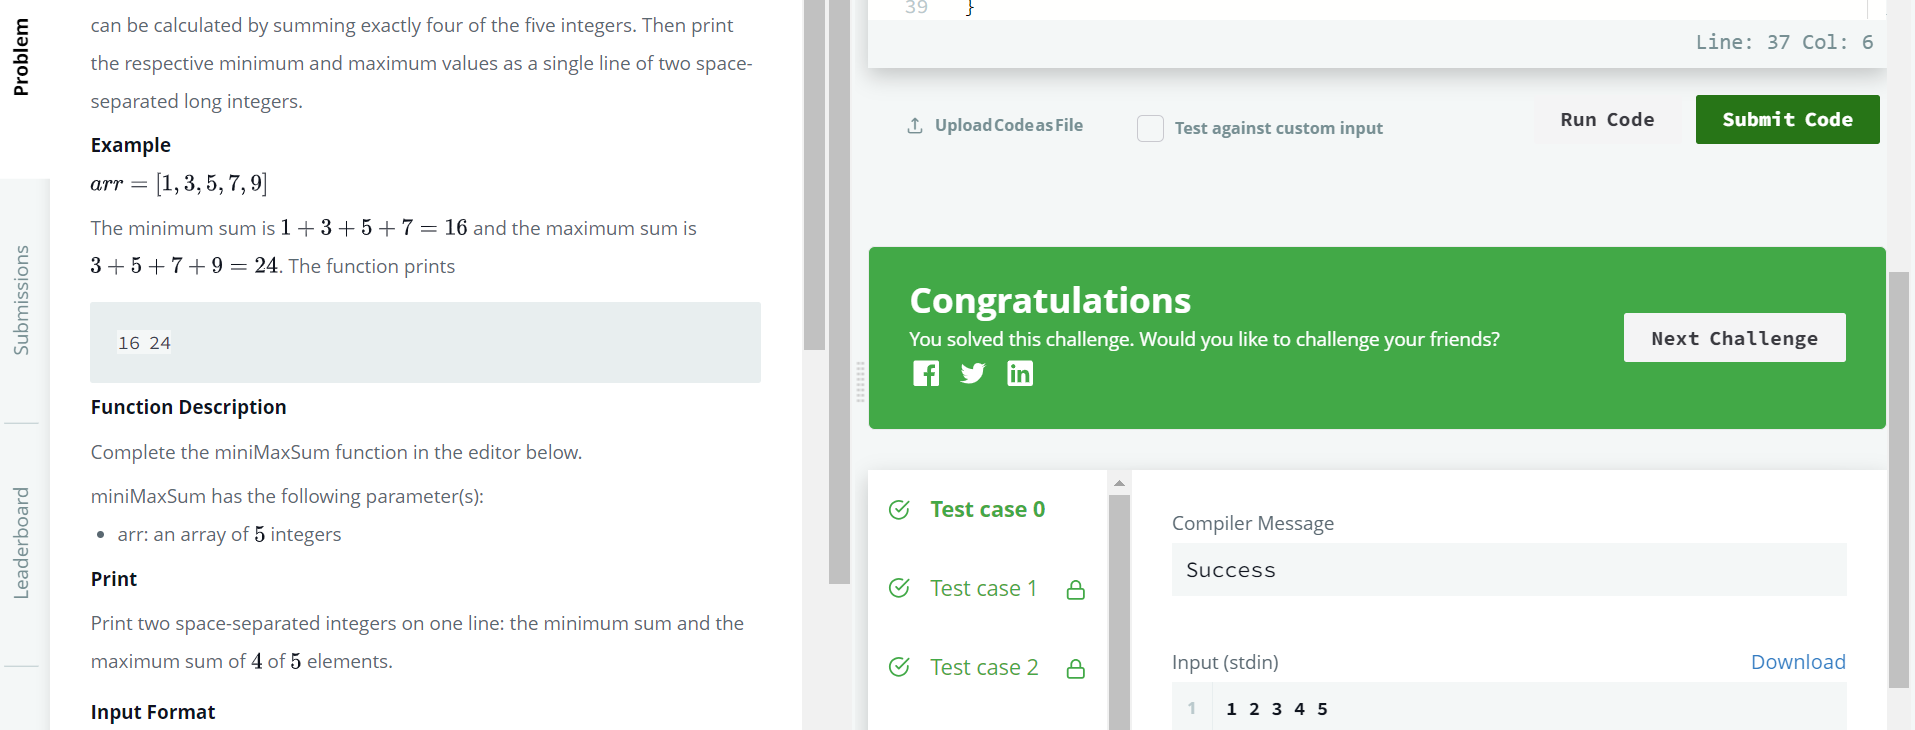 Problem
Submissions
Leaderboard
can be calculated by summing exactly four of the five integers. Then print
the respective minimum and maximum values as a single line of two space-
separated long integers.
Example
arr = [1, 3, 5, 7, 9]
The minimum sum is 1 + 3 + 5 + 7 = 16 and the maximum sum is
3 + 5 + 7 + 9 = 24. The function prints
16 24
Function Description
Complete the miniMaxSum function in the editor below.
miniMaxSum has the following parameter(s):
• arr: an array of 5 integers
Print
Print two space-separated integers on one line: the minimum sum and the
maximum sum of 4 of 5 elements.
Input Format
39 }
Line: 37 Col: 6
Upload Code as File
Test against custom input
Run Code
Submit Code
Congratulations
You solved this challenge. Would you like to challenge your friends?
Next Challenge
Test case 0
Test case 1
Test case 2
Compiler Message
Success
Input (stdin)
Download
1 1 2 3 4 5